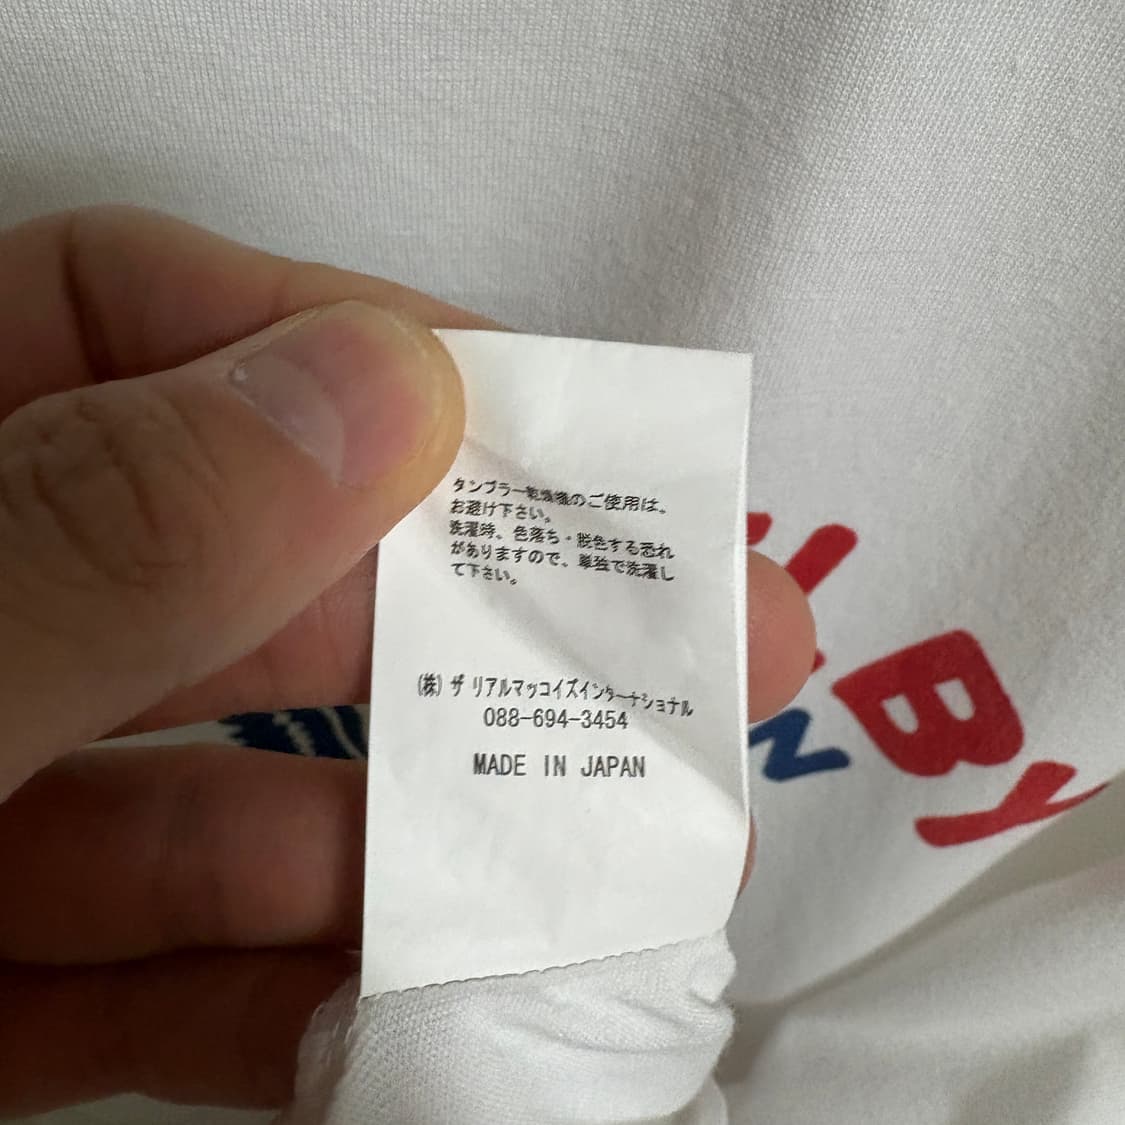 タンブラー乾燥機のご使用は、
お避け下さい。
洗濯時、色落ち・脱色する恐れ
がありますので、単独で洗濯し
て下さい。
(株) ザ リアルマッコイズインターナショナル
088-694-3454
MADE IN JAPAN
BY